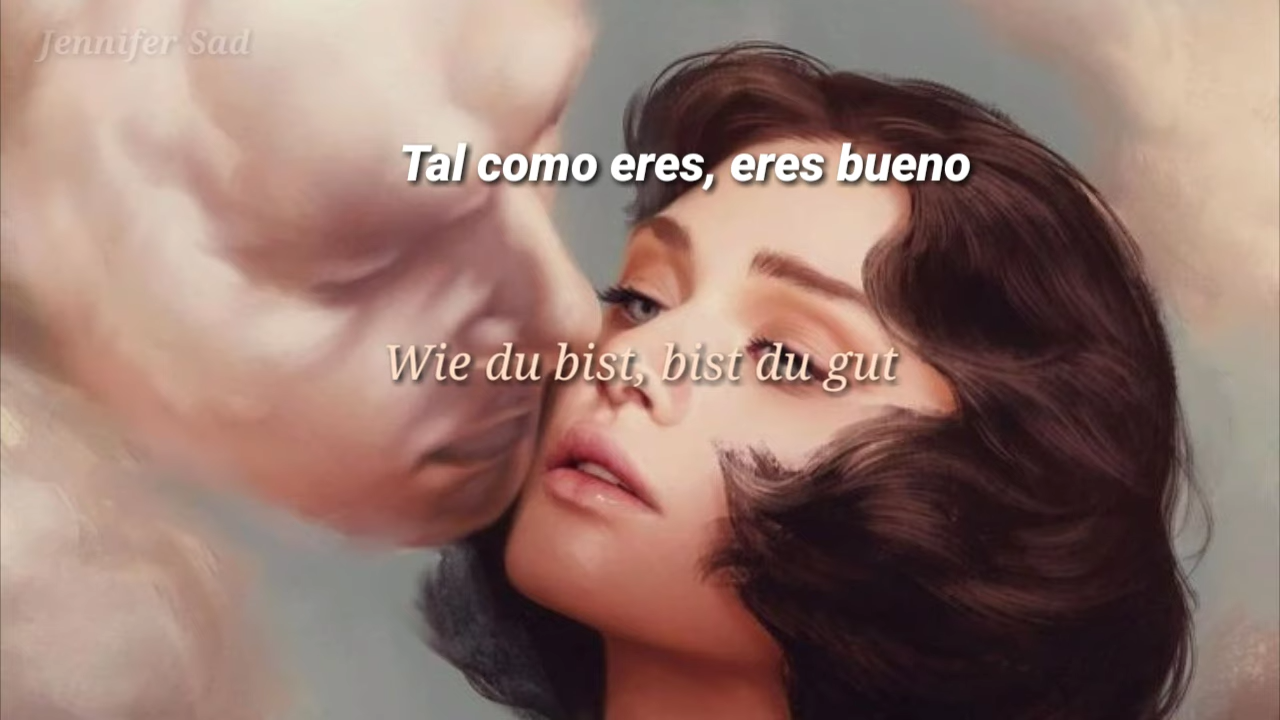 Jennifer Sad
Tal como eres, eres bueno
Wie du bist, bist du gut